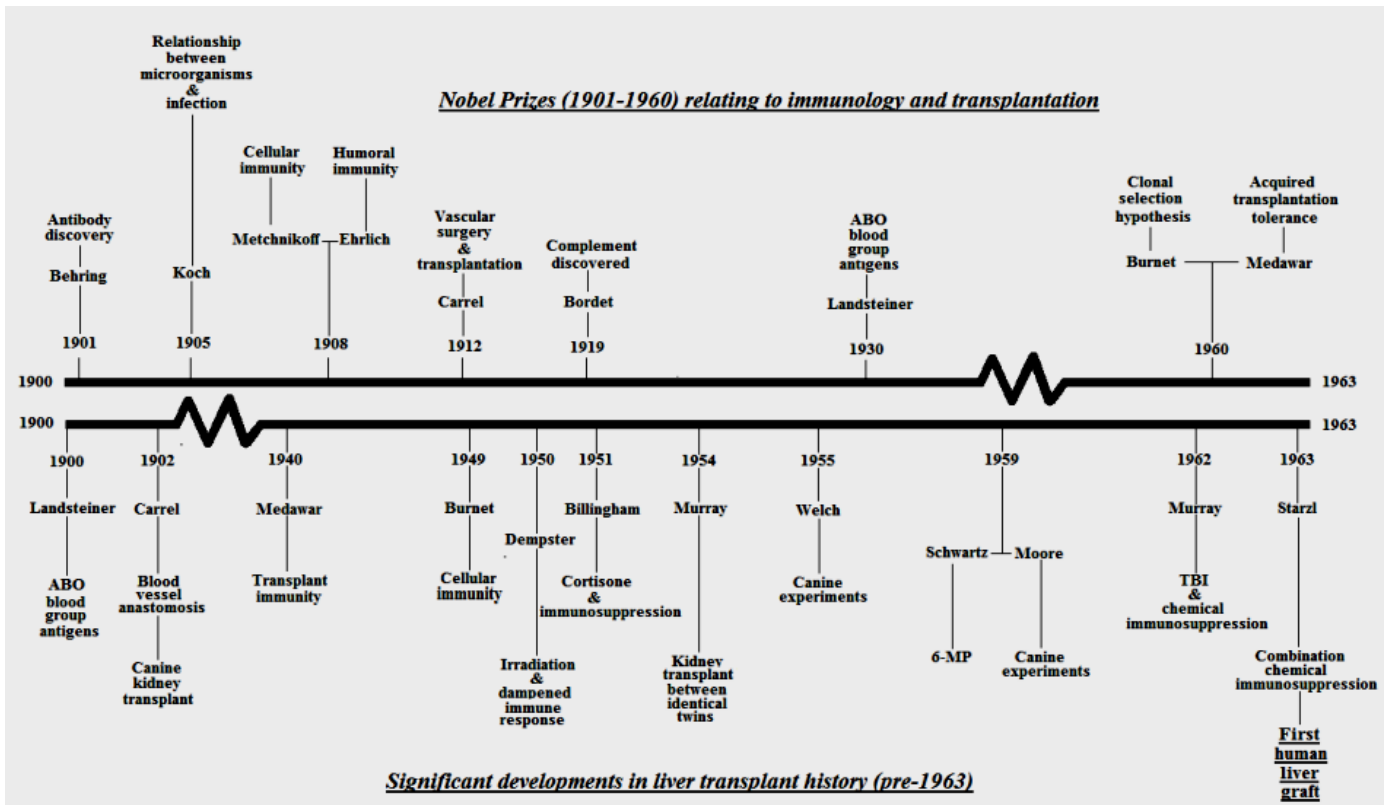 Relationship
between
microorganisms
&
infection
Nobel Prizes (1901-1960) relating to immunology and transplantation
Cellular
immunity
Humoral
immunity
Clonal
selection
hypothesis
Acquired
transplantation
tolerance
Antibody
discovery
Vascular
surgery
&
transplantation
Complement
discovered
ABO
blood
group
antigens
Behring
Koch
Metchnikoff
Ehrlich
Carrel
Bordet
Landsteiner
Burnet
Medawar
1901
1905
1908
1912
1919
1930
1960
1900
1963
1900
1963
1900
1902
1940
1949
1950
1951
1954
1955
1959
1962
1963
Landsteiner
Carrel
Medawar
Burnet
Dempster
Billingham
Murray
Welch
Schwartz
Moore
Murray
Starzl
ABO
blood
group
antigens
Blood
vessel
anastomosis
Canine
kidney
transplant
Transplant
immunity
Cellular
immunity
Irradiation
&
dampened
immune
response
Cortisone
&
immunosuppression
Kidney
transplant
between
identical
twins
Canine
experiments
6-MP
Canine
experiments
TBI
&
chemical
immunosuppression
Combination
chemical
immunosuppression
First
human
liver
graft
Significant developments in liver transplant history (pre-1963)